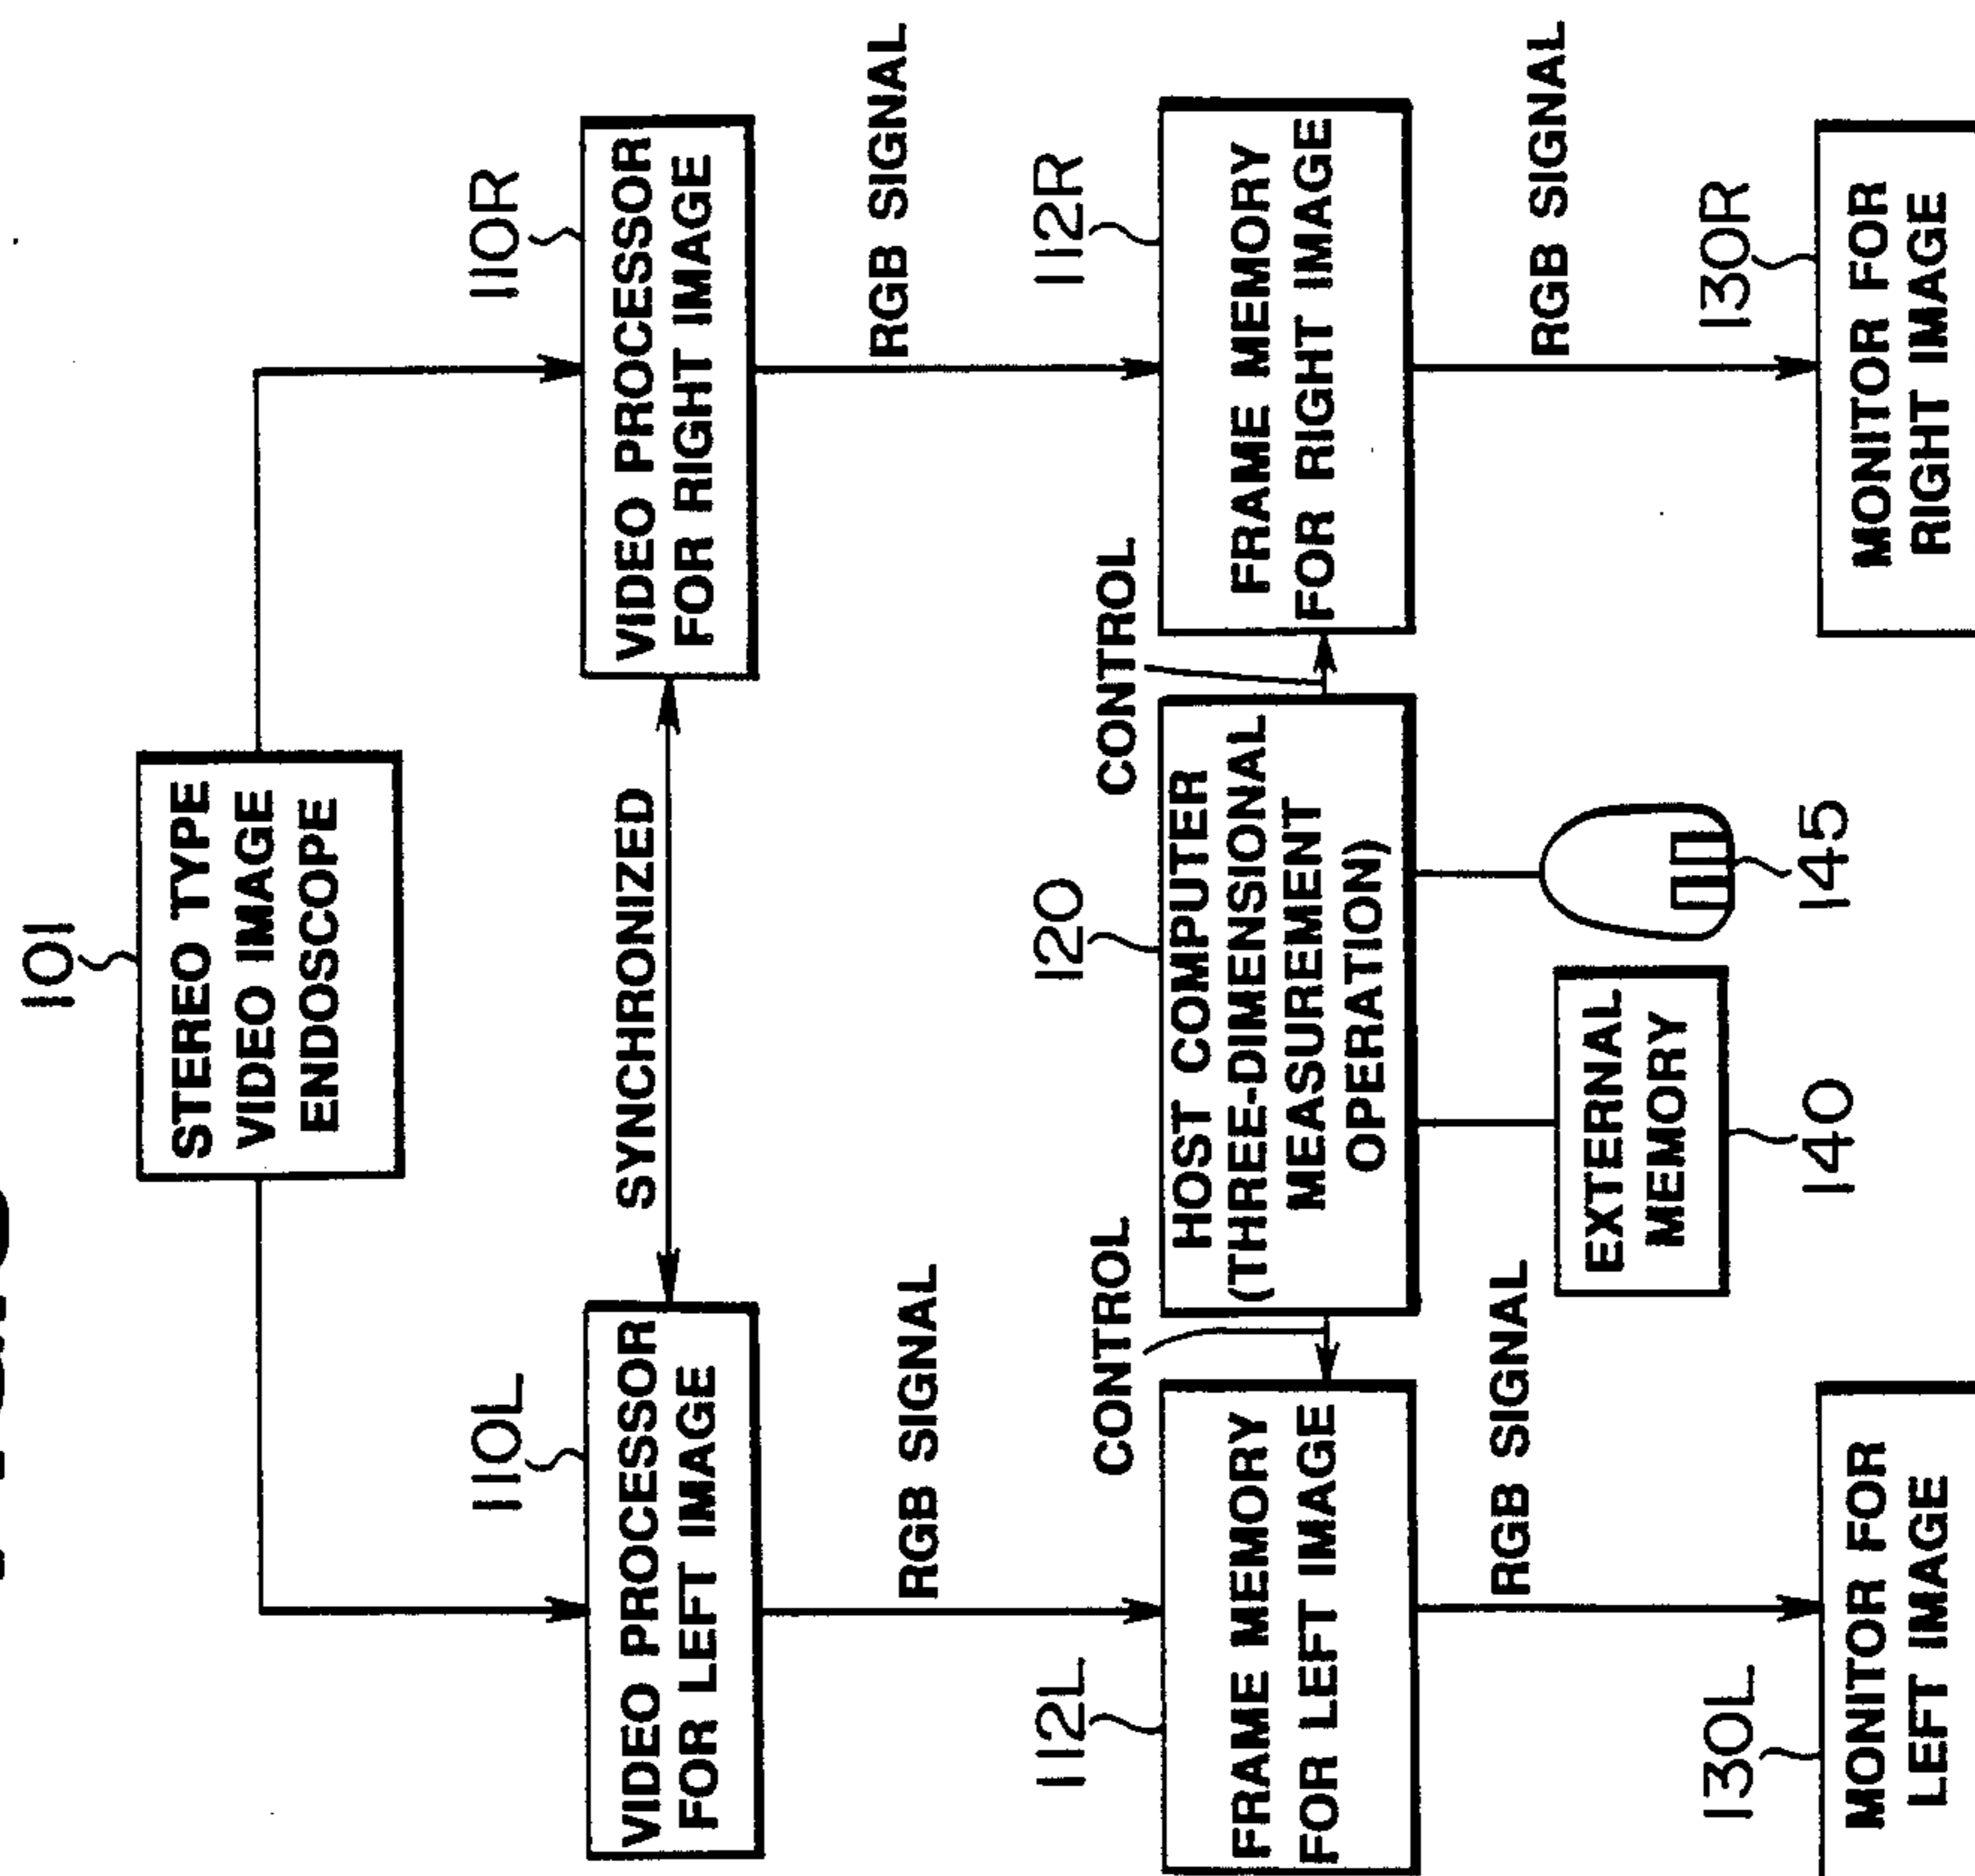 101
STEREO TYPE
VIDEO IMAGE
ENDOSCOPE
110L
VIDEO PROCESSOR
FOR LEFT IMAGE
SYNCHRONIZED
110R
VIDEO PROCESSOR
FOR RIGHT IMAGE
RGB SIGNAL
RGB SIGNAL
112L
FRAME MEMORY
FOR LEFT IMAGE
CONTROL
120
HOST COMPUTER
(THREE-DIMENSIONAL
MEASUREMENT
OPERATION)
CONTROL
112R
FRAME MEMORY
FOR RIGHT IMAGE
RGB SIGNAL
EXTERNAL
MEMORY
140
145
RGB SIGNAL
130L
MONITOR FOR
LEFT IMAGE
130R
MONITOR FOR
RIGHT IMAGE